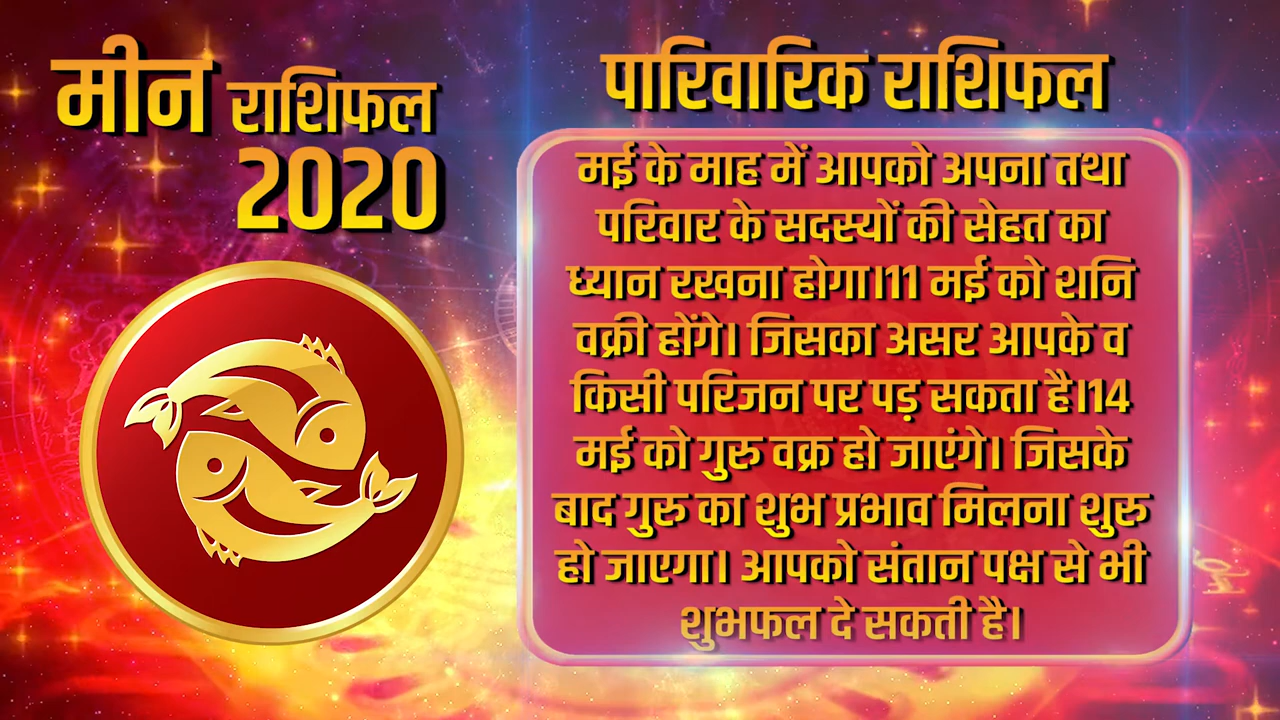 मीन राशिफल
2020
पारिवारिक राशिफल
मई के माह में आपको अपना तथा
परिवार के सदस्यों की सेहत का
ध्यान रखना होगा।11 मई को शनि
वक्री होंगे। जिसका असर आपके व
किसी परिजन पर पड़ सकता है।14
मई को गुरु वक्र हो जाएंगे। जिसके
बाद गुरु का शुभ प्रभाव मिलना शुरु
हो जाएगा। आपको संतान पक्ष से भी
शुभफल दे सकती है।